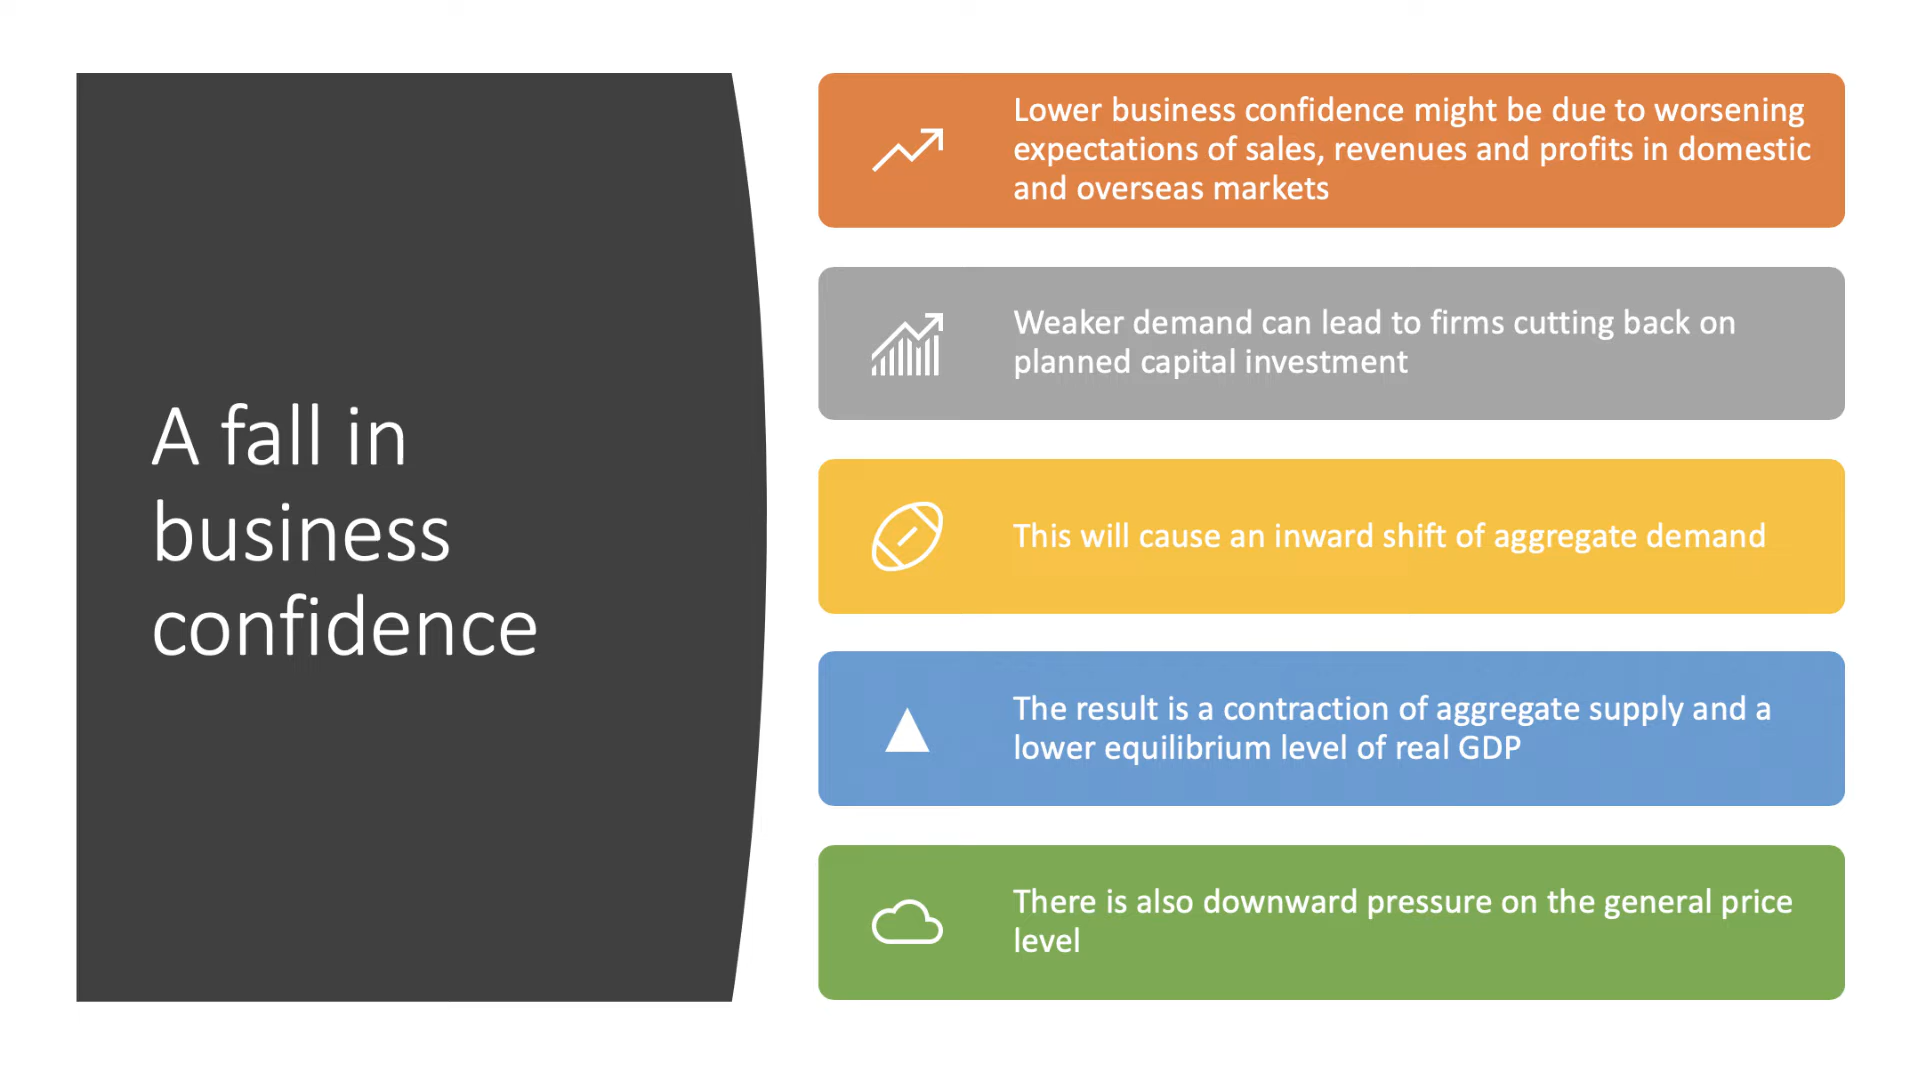 A fall in
business
confidence
Lower business confidence might be due to worsening
expectations of sales, revenues and profits in domestic
and overseas markets
Weaker demand can lead to firms cutting back on
planned capital investment
This will cause an inward shift of aggregate demand
The result is a contraction of aggregate supply and a
lower equilibrium level of real GDP
There is also downward pressure on the general price
level